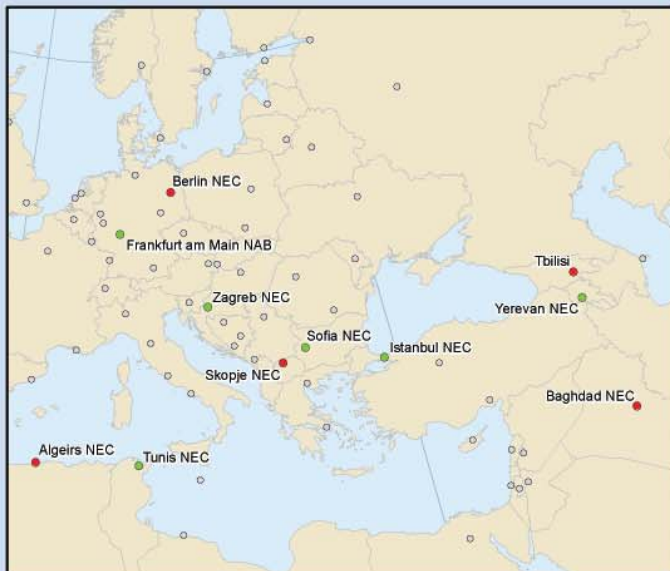 Berlin NEC
Frankfurt am Main NAB
Tbilisi
Zagreb NEC
Yerevan NEC
Sofia NEC
Istanbul NEC
Skopje NEC
Baghdad NEC
Algeirs NEC
Tunis NEC